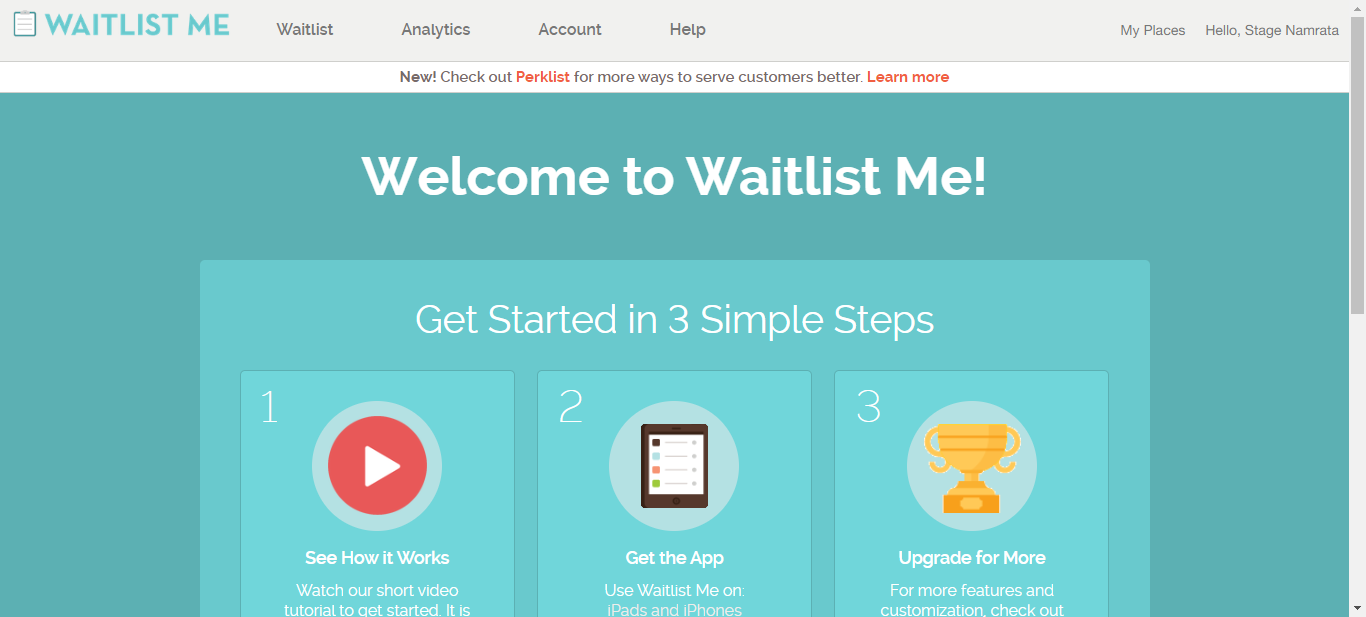 WAITLIST ME
Waitlist
Analytics
Account
Help
My Places
Hello, Stage Namrata
New! Check out Perklist for more ways to serve customers better. Learn more
Welcome to Waitlist Me!
Get Started in 3 Simple Steps
1
See How it Works
Watch our short video
tutorial to get started. It is
2
Get the App
Use Waitlist Me on:
iPads and iPhones
3
Upgrade for More
For more features and
customization, check out